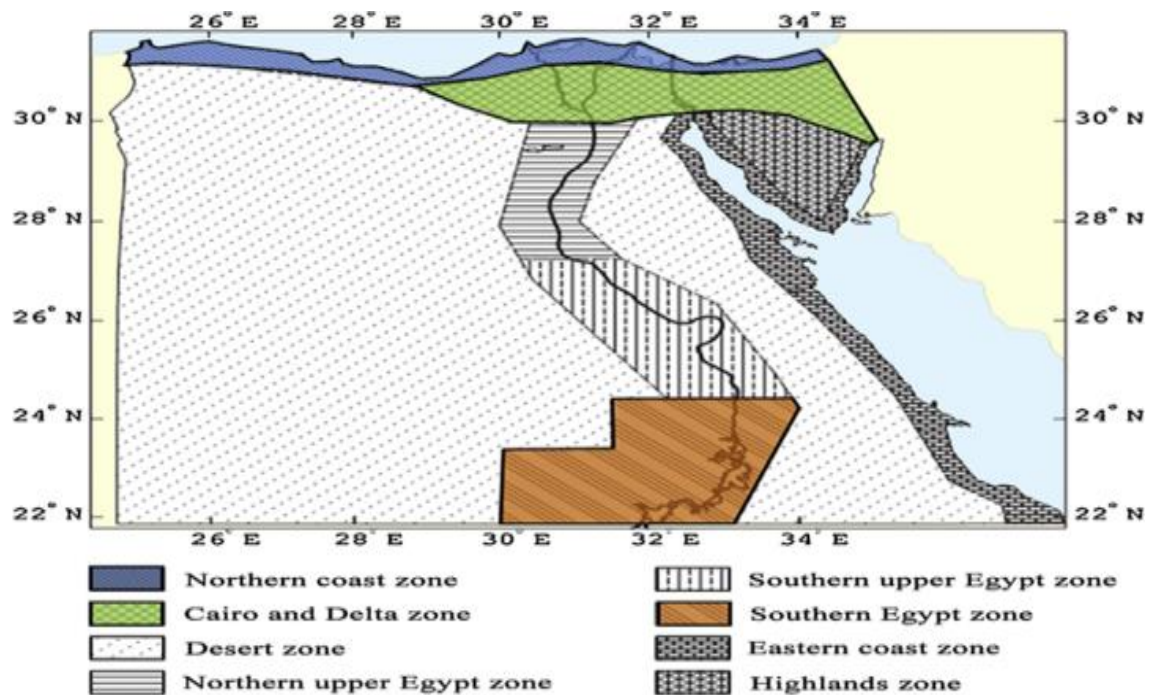 26° E 28° E 30° E 32° E 34° E
30° N 30° N
28° N 28° N
26° N 26° N
24° N 24° N
22° N 22° N
26° E 28° E 30° E 32° E 34° E
Northern coast zone
Cairo and Delta zone
Desert zone
Northern upper Egypt zone
Southern upper Egypt zone
Southern Egypt zone
Eastern coast zone
Highlands zone